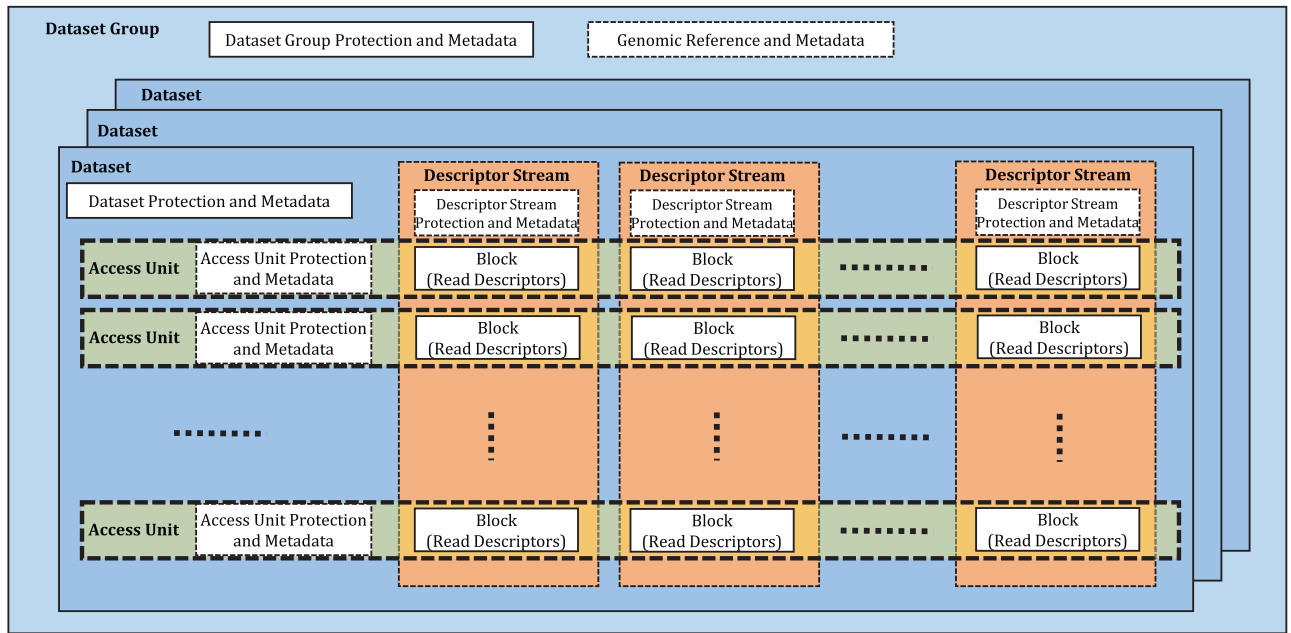 Dataset Group
Dataset Group Protection and Metadata
Genomic Reference and Metadata
Dataset
Dataset
Dataset
Dataset Protection and Metadata
Descriptor Stream
Descriptor Stream
Protection and Metadata
Descriptor Stream
Descriptor Stream
Protection and Metadata
Descriptor Stream
Descriptor Stream
Protection and Metadata
Access Unit
Access Unit Protection
and Metadata
Block
(Read Descriptors)
Block
(Read Descriptors)
Block
(Read Descriptors)
Access Unit
Access Unit Protection
and Metadata
Block
(Read Descriptors)
Block
(Read Descriptors)
Block
(Read Descriptors)
Access Unit
Access Unit Protection
and Metadata
Block
(Read Descriptors)
Block
(Read Descriptors)
Block
(Read Descriptors)